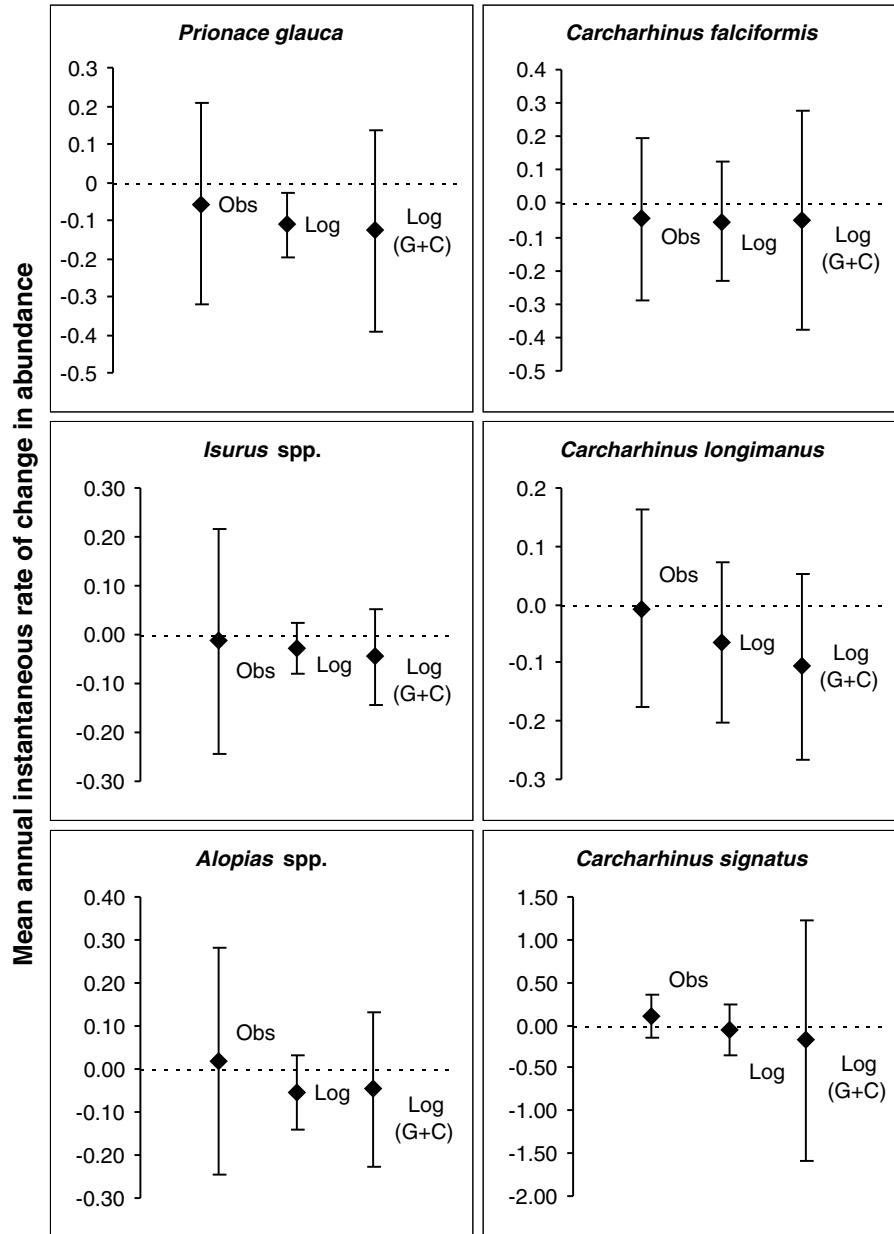 Mean annual instantaneous rate of change in abundance
Prionace glauca
0.3
0.2
0.1
0
-0.1
-0.2
-0.3
-0.4
-0.5
Obs
Log
Log
(G+C)
Carcharhinus falciformis
0.4
0.3
0.2
0.1
0.0
-0.1
-0.2
-0.3
-0.4
-0.5
Obs
Log
Log
(G+C)
Isurus spp.
0.30
0.20
0.10
0.00
-0.10
-0.20
-0.30
Obs
Log
Log
(G+C)
Carcharhinus longimanus
0.2
0.1
0.0
-0.1
-0.2
-0.3
Obs
Log
Log
(G+C)
Alopias spp.
0.40
0.30
0.20
0.10
0.00
-0.10
-0.20
-0.30
Obs
Log
Log
(G+C)
Carcharhinus signatus
1.50
1.00
0.50
0.00
-0.50
-1.00
-1.50
-2.00
Obs
Log
Log
(G+C)